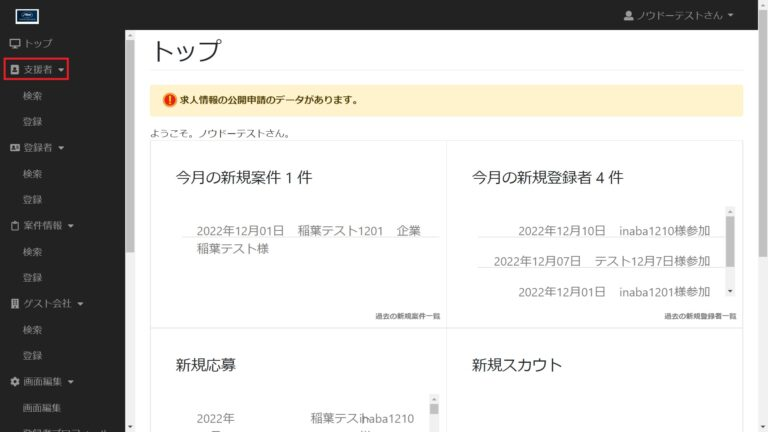 ノウドーテストさん
トップ
支援者
検索
登録
登録者
検索
登録
案件情報
検索
登録
ゲスト会社
検索
登録
画面編集
画面編集
トップ
求人情報の公開申請のデータがあります。
ようこそ。ノウドーテストさん。
今月の新規案件 1 件
2022年12月01日 稲葉テスト1201 企業
稲葉テスト様
過去の新規案件一覧
今月の新規登録者 4 件
2022年12月10日 inaba1210様参加
2022年12月07日 テスト12月7日様参加
2022年12月01日 inaba1201様参加
過去の新規登録者一覧
新規応募
2022年 稲葉テスト inaba1210
新規スカウト